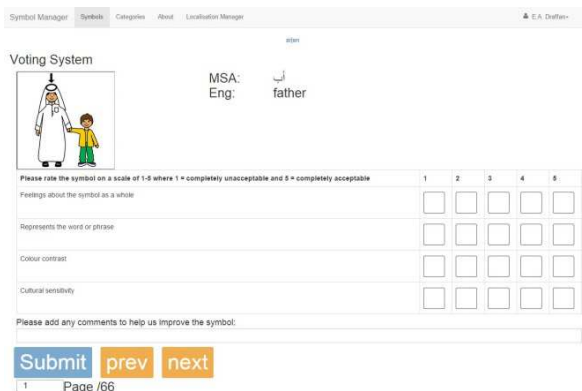 Symbol Manager Symbols Categories About Localisation Manager E.A. Draffan
Voting System
MSA: أب
Eng: father
Please rate the symbol on a scale of 1-5 where 1 = completely unacceptable and 5 = completely acceptable 1 2 3 4 5
Feelings about the symbol as a whole
Represents the word or phrase
Colour contrast
Cultural sensitivity
Please add any comments to help us improve the symbol:
Submit prev next
1 Page /66